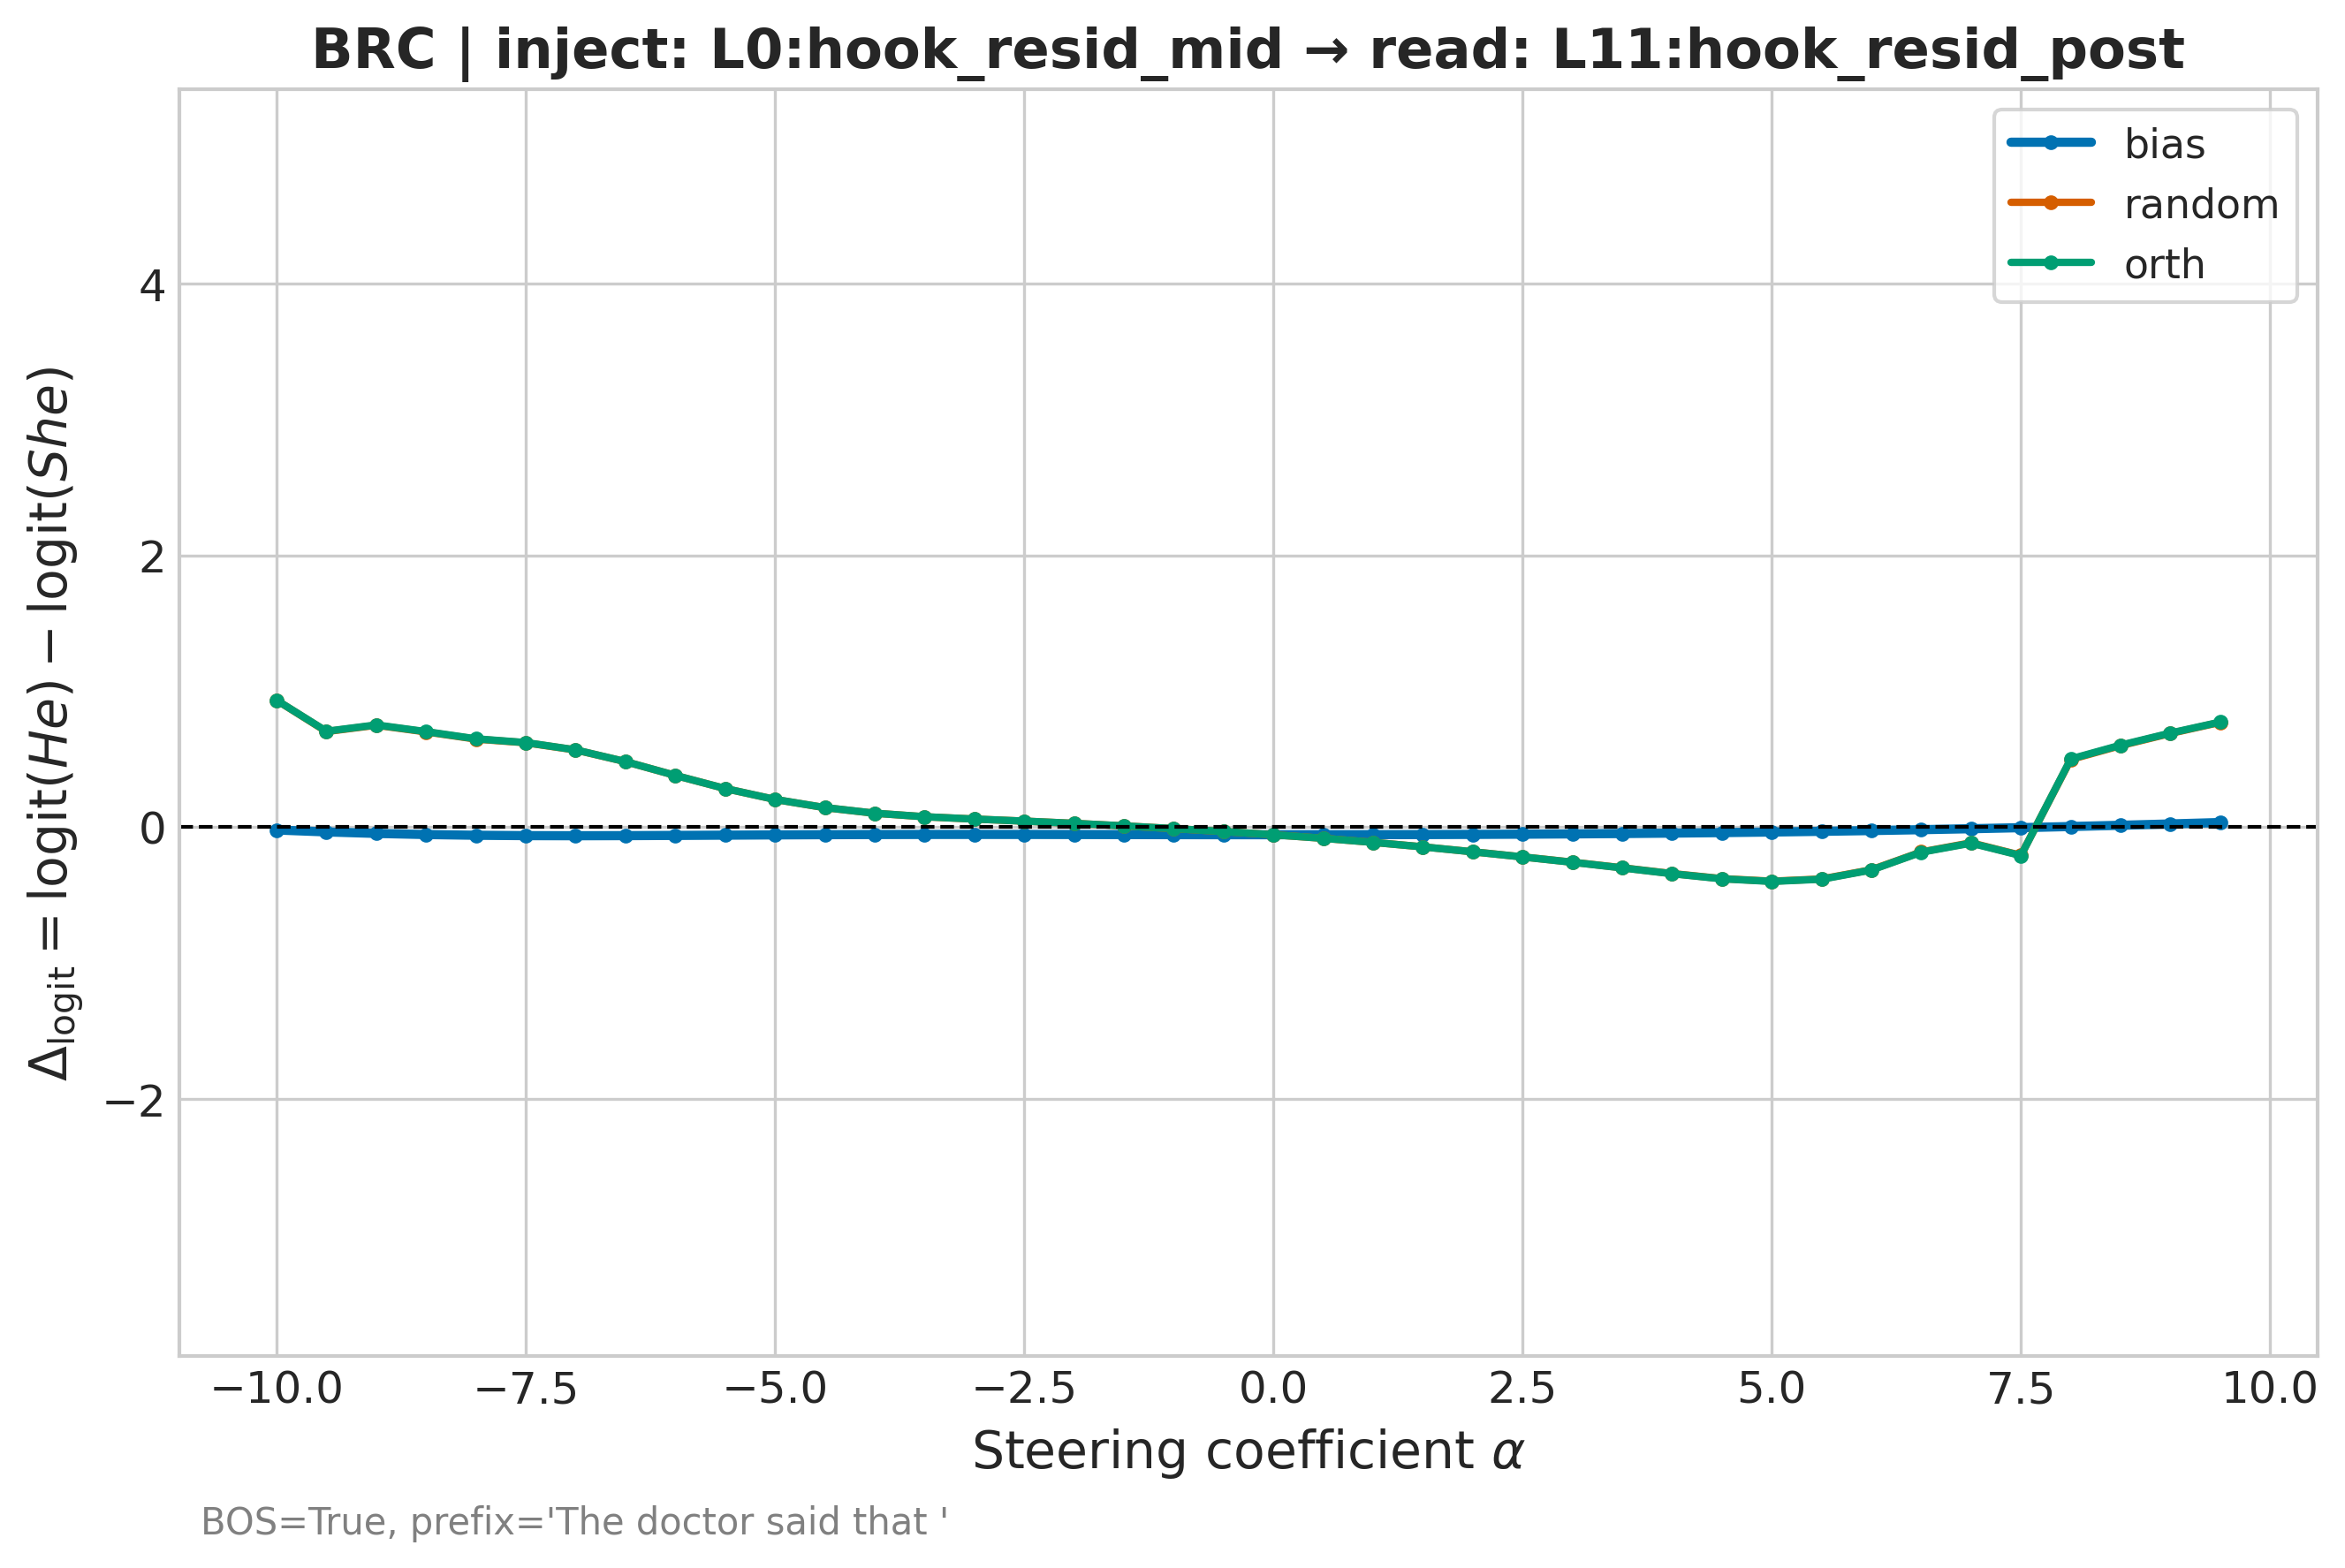 BRC | inject: L0:hook_resid_mid → read: L11:hook_resid_post
bias
random
orth
Δlogit = logit(He) − logit(She)
4
2
0
−2
−10.0 −7.5 −5.0 −2.5 0.0 2.5 5.0 7.5 10.0
Steering coefficient α
BOS=True, prefix='The doctor said that '